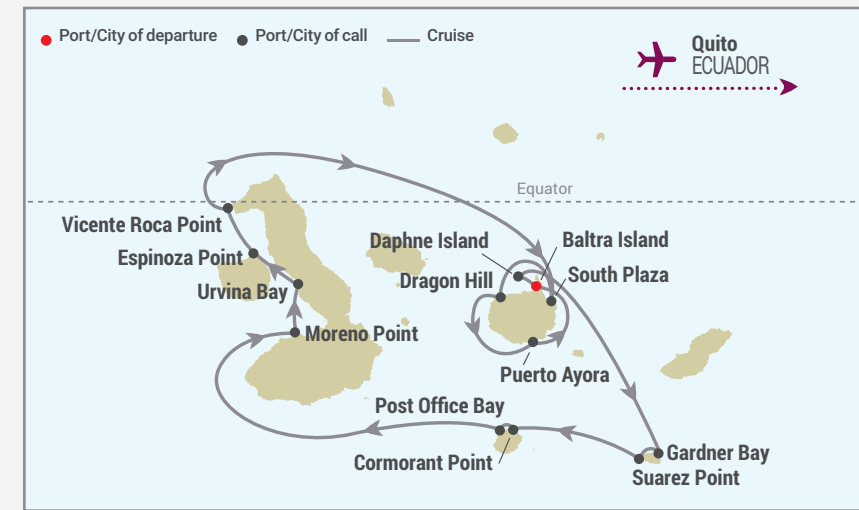 Port/City of departure
Port/City of call
Cruise
Quito
ECUADOR
Equator
Vicente Roca Point
Daphne Island
Baltra Island
Espinoza Point
Dragon Hill
South Plaza
Urvina Bay
Moreno Point
Puerto Ayora
Post Office Bay
Cormorant Point
Gardner Bay
Suarez Point